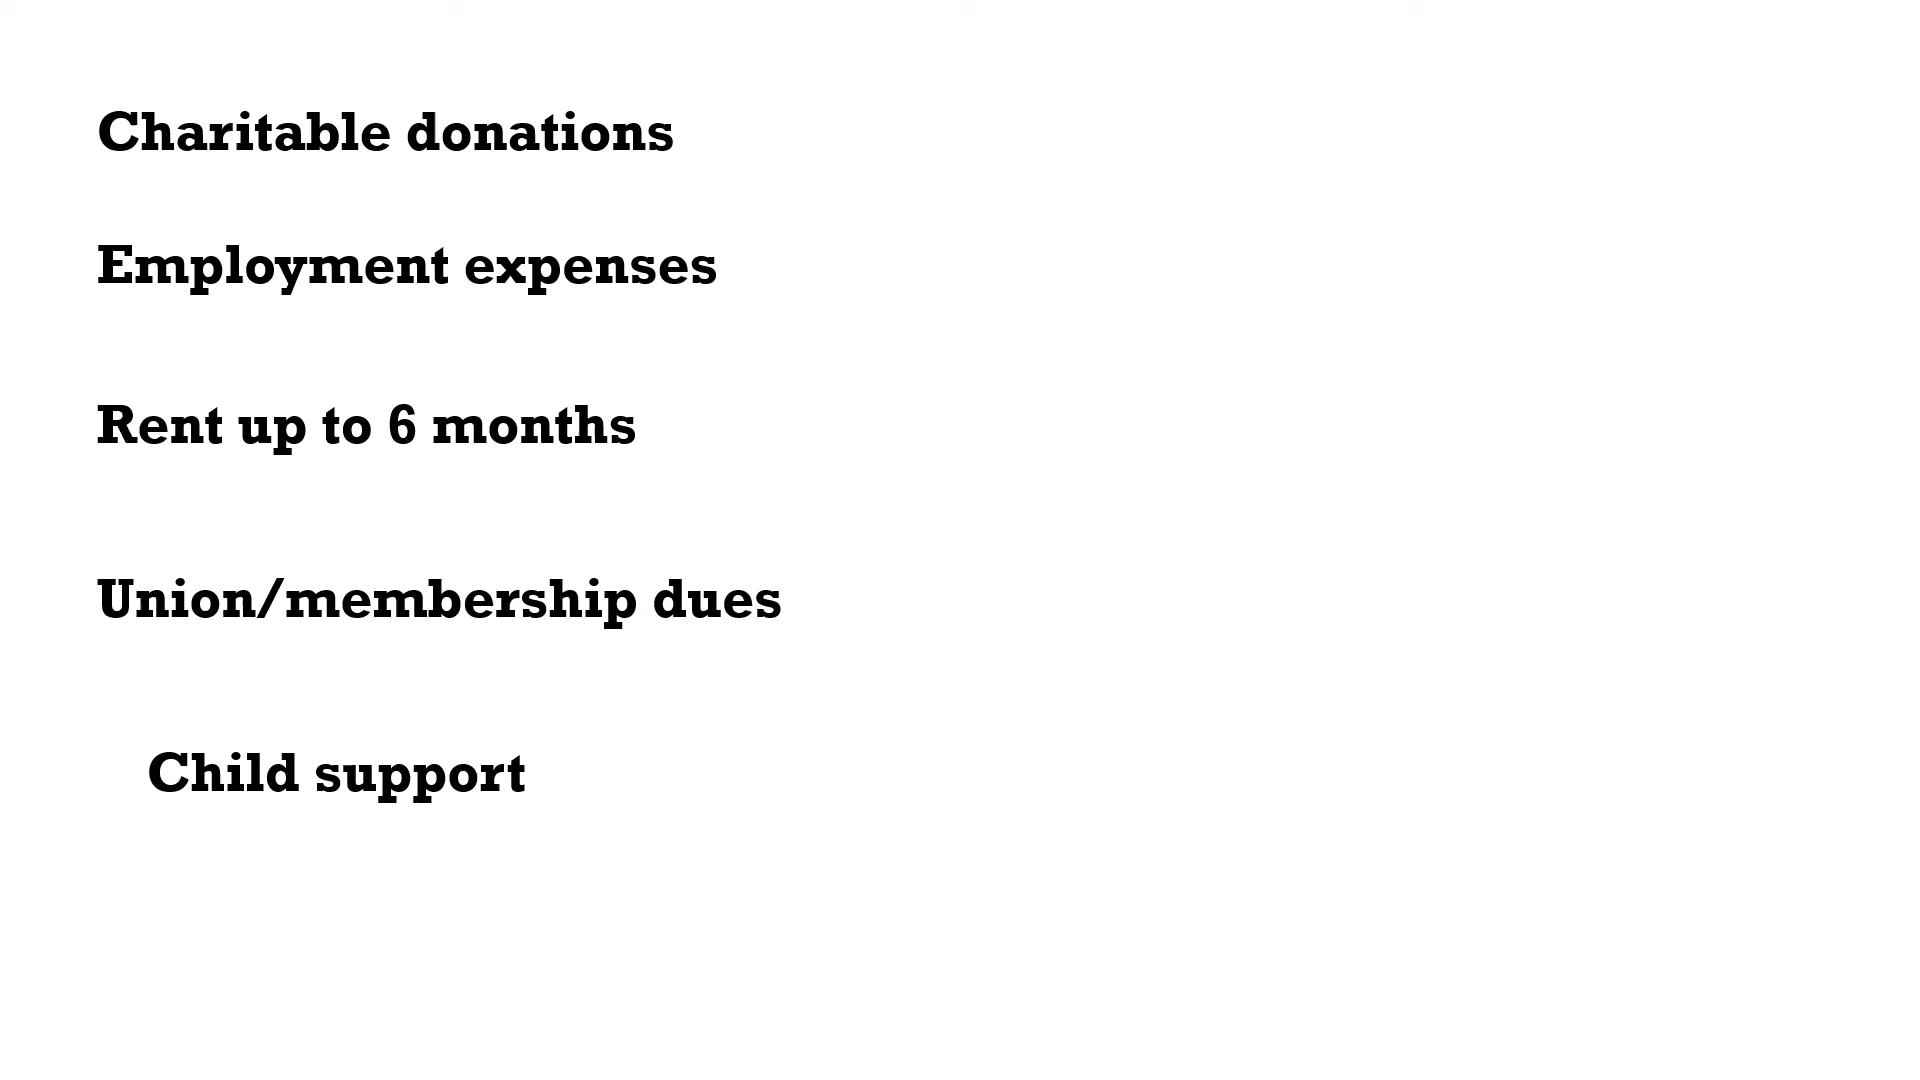 Charitable donations
Employment expenses
Rent up to 6 months
Union/membership dues
Child support